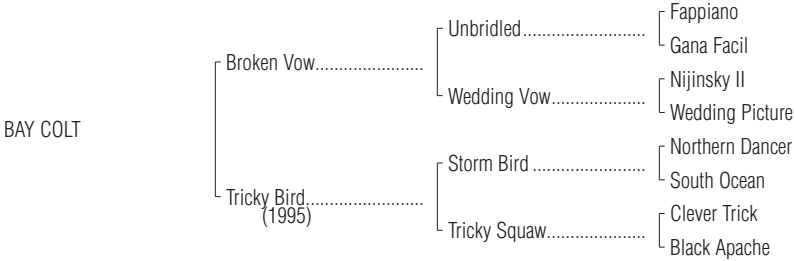 Fappiano
Unbridled
Gana Facil
Broken Vow
Nijinsky II
Wedding Vow
Wedding Picture
BAY COLT
Northern Dancer
Storm Bird
South Ocean
Tricky Bird
(1995)
Clever Trick
Tricky Squaw
Black Apache